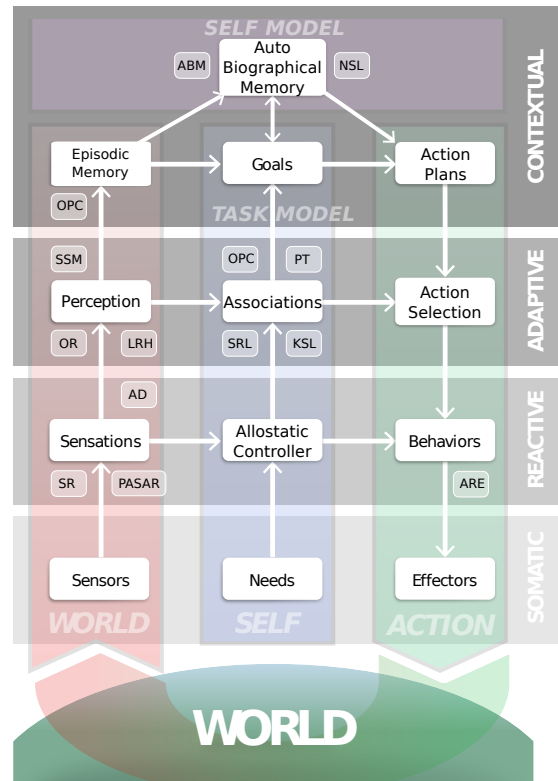 SELF MODEL
ABM
Auto
Biographical
Memory
NSL
CONTEXTUAL
Episodic
Memory
Goals
Action
Plans
OPC
TASK MODEL
SSM
OPC
PT
ADAPTIVE
Perception
Associations
Action
Selection
OR
LRH
SRL
KSL
AD
REACTIVE
Sensations
Allostatic
Controller
Behaviors
SR
PASAR
ARE
SOMATIC
Sensors
Needs
Effectors
WORLD
SELF
ACTION
WORLD